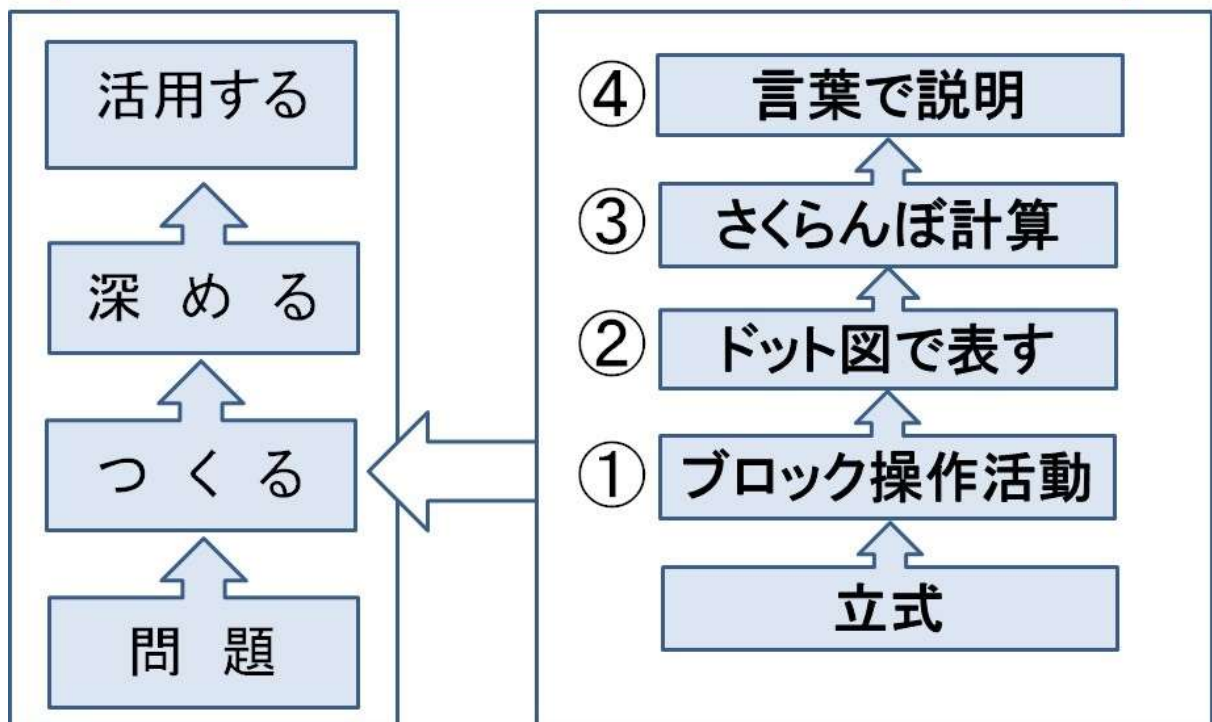 活用する
深める
つくる
問題
④ 言葉で説明
③ さくらんぼ計算
② ドット図で表す
① ブロック操作活動
立式